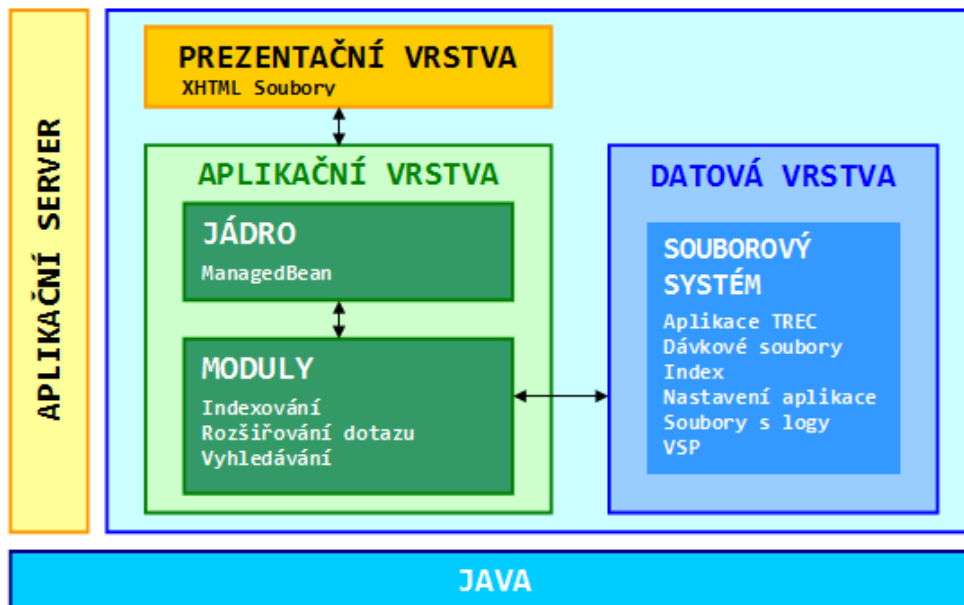 APLIKAČNÍ SERVER
PREZENTAČNÍ VRSTVA
XHTML Soubory
APLIKAČNÍ VRSTVA
JÁDRO
ManagedBean
MODULY
Indexování
Rozšiřování dotazu
Vyhledávání
DATOVÁ VRSTVA
SOUBOROVÝ
SYSTÉM
Aplikace TREC
Dávkové soubory
Index
Nastavení aplikace
Soubory s logy
VSP
JAVA